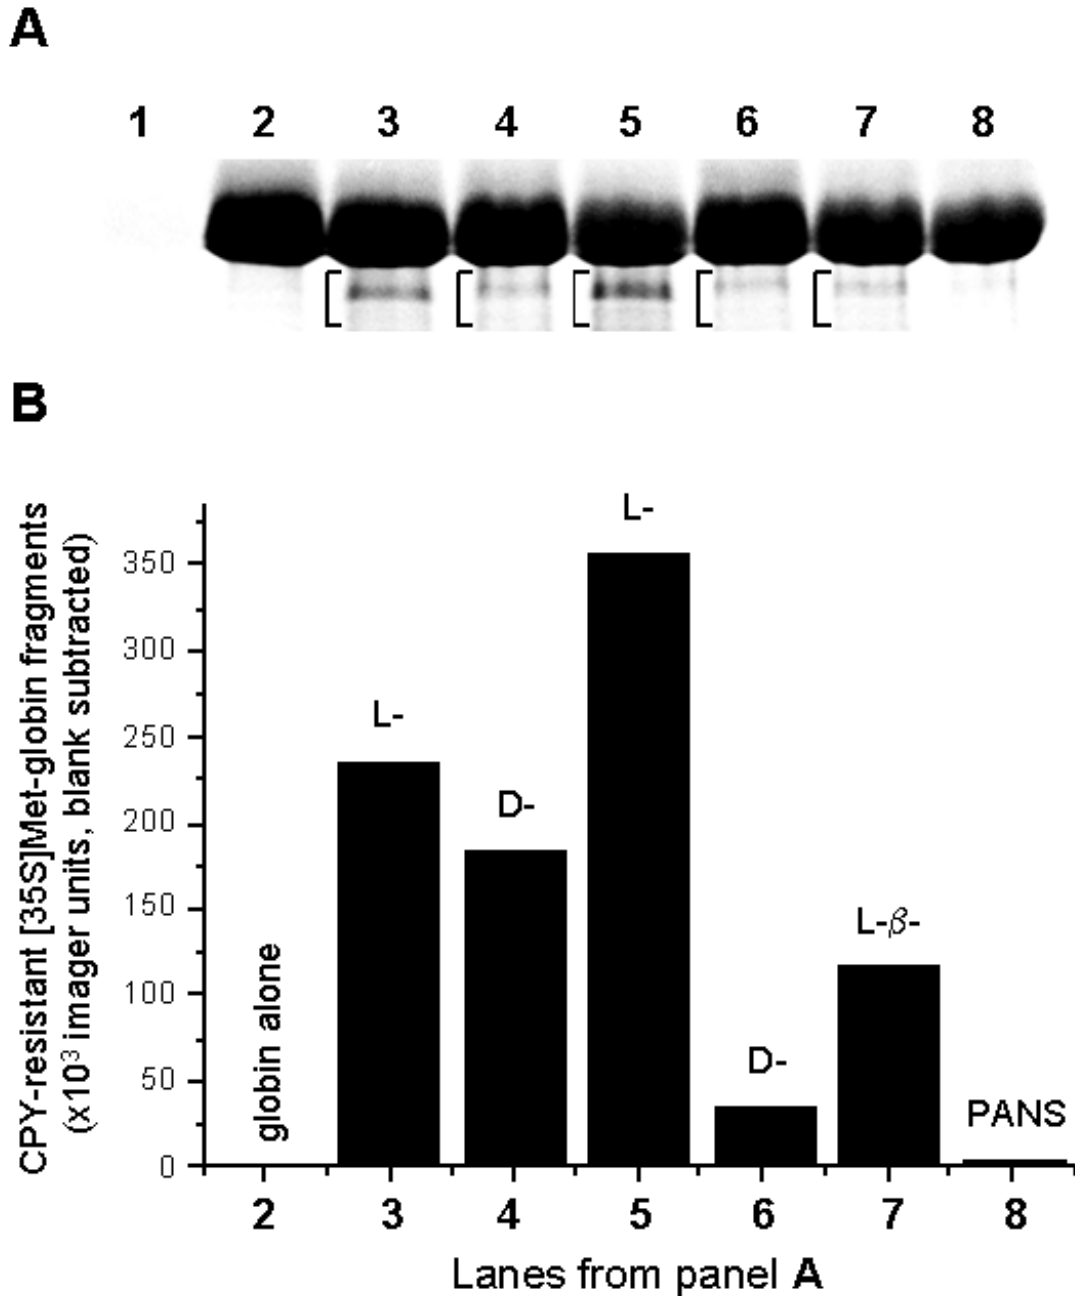 A
1 2 3 4 5 6 7 8
B
CPY-resistant [35S]Met-globin fragments
(x10³ imager units, blank subtracted)
350
300
250
200
150
100
50
0
globin alone
L-
D-
L-
D-
L-β-
PANS
2 3 4 5 6 7 8
Lanes from panel A